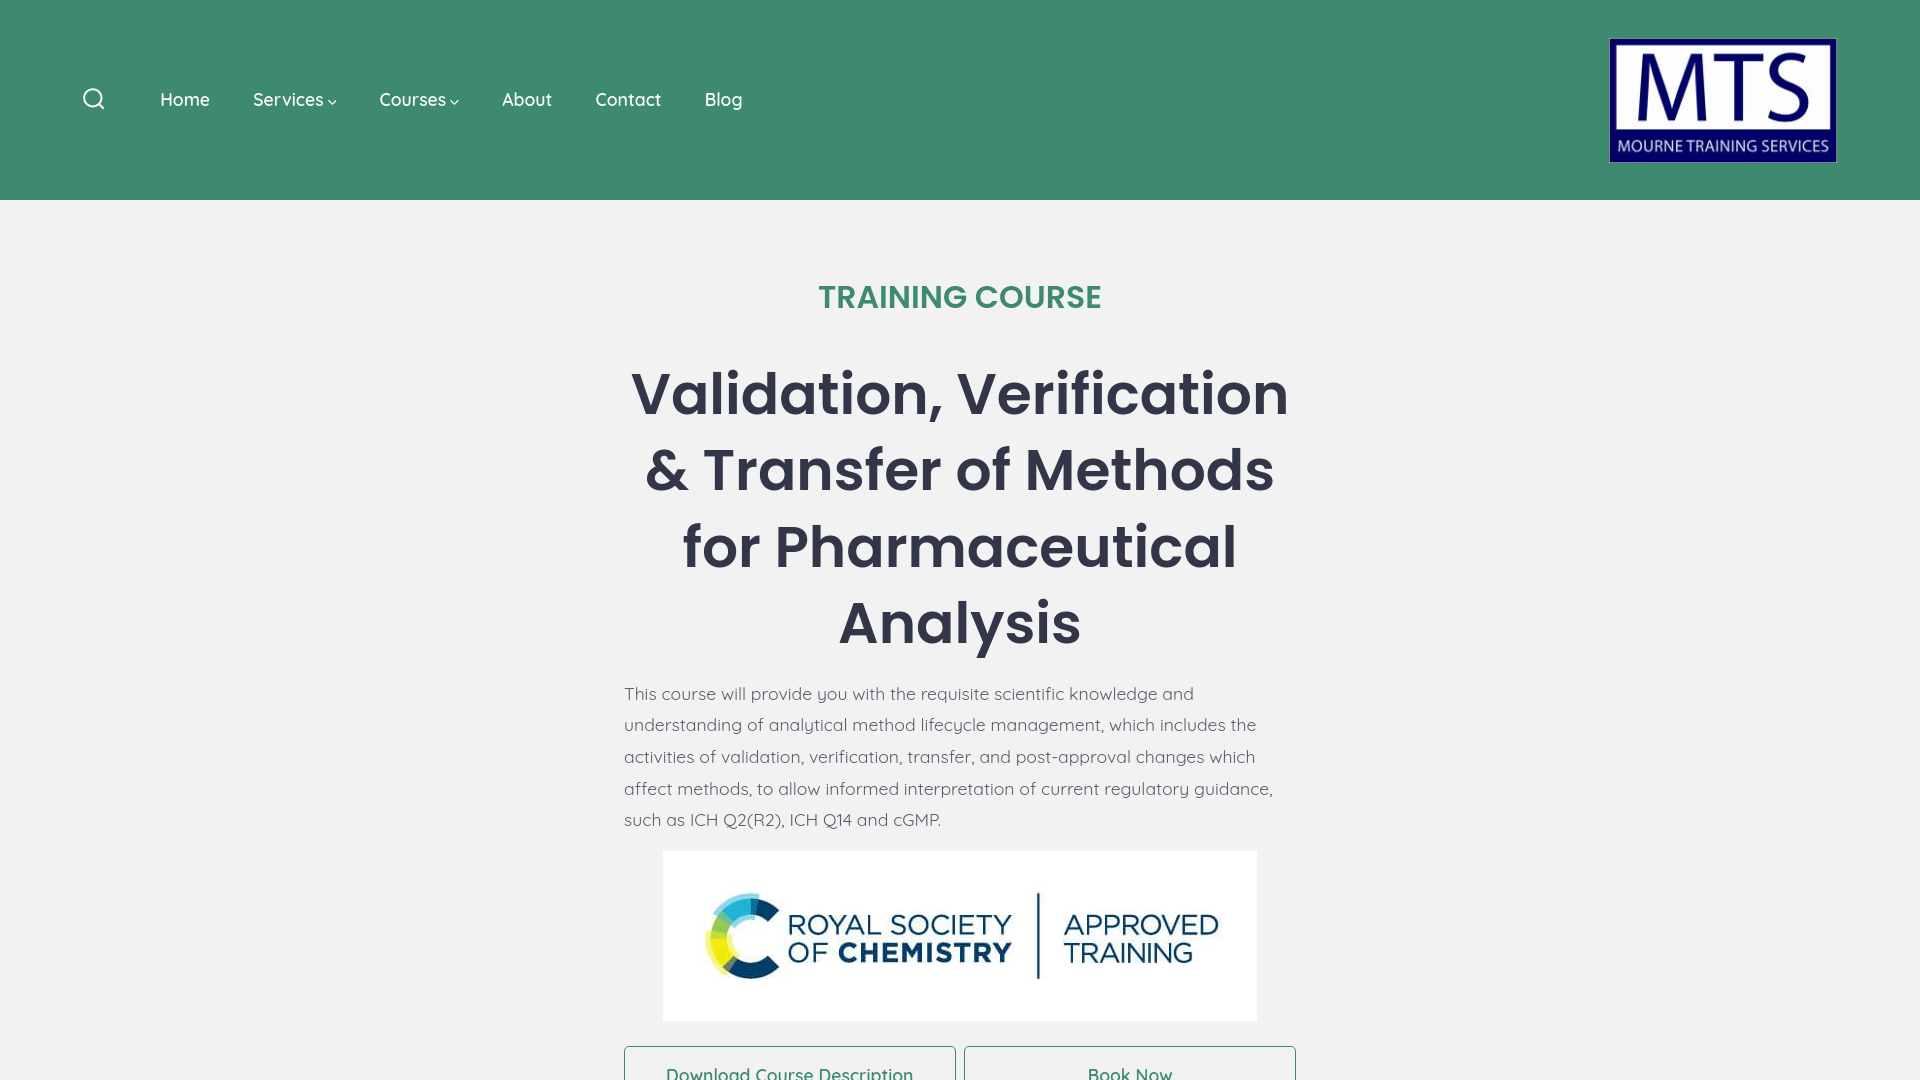 Home
Services
Courses
About
Contact
Blog
MTS
MOURNE TRAINING SERVICES
TRAINING COURSE
Validation, Verification
& Transfer of Methods
for Pharmaceutical
Analysis
This course will provide you with the requisite scientific knowledge and
understanding of analytical method lifecycle management, which includes the
activities of validation, verification, transfer, and post-approval changes which
affect methods, to allow informed interpretation of current regulatory guidance,
such as ICH Q2(R2), ICH Q14 and cGMP.
ROYAL SOCIETY
OF CHEMISTRY
APPROVED
TRAINING
Download Course Description
Book Now